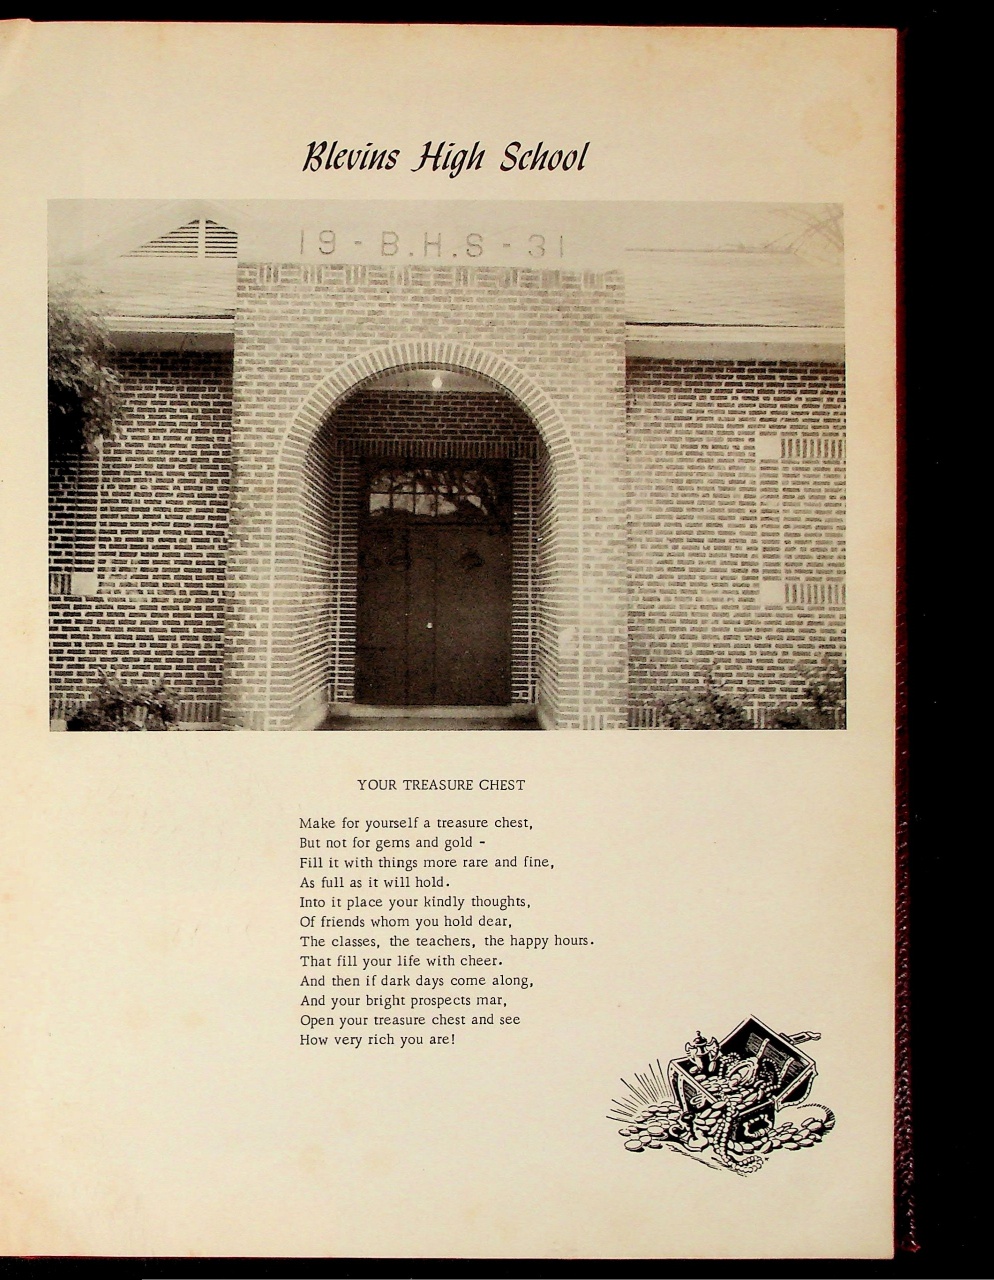 Blevins High School
19 - B.H.S - 31
YOUR TREASURE CHEST
Make for yourself a treasure chest,
But not for gems and gold -
Fill it with things more rare and fine,
As full as it will hold.
Into it place your kindly thoughts,
Of friends whom you hold dear,
The classes, the teachers, the happy hours.
That fill your life with cheer.
And then if dark days come along,
And your bright prospects mar,
Open your treasure chest and see
How very rich you are!